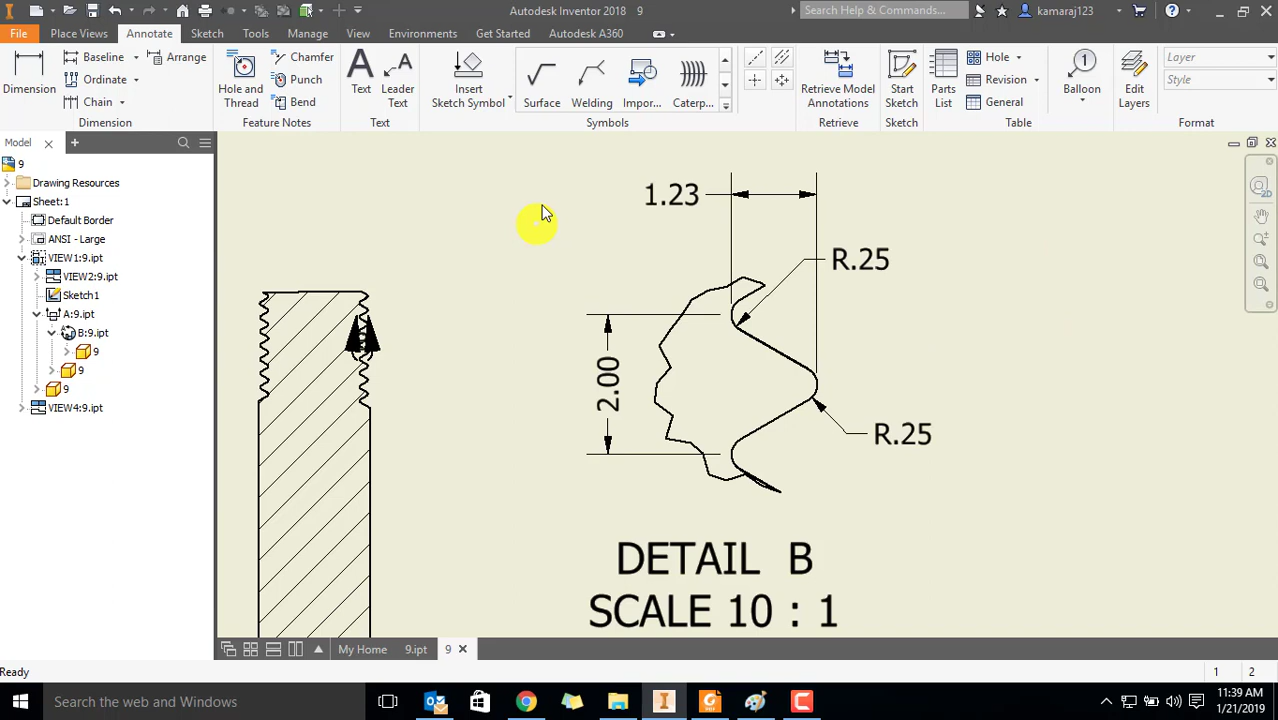 Autodesk Inventor 2018   9
Search Help & Commands...
kamaraj123
File
Place Views
Annotate
Sketch
Tools
Manage
View
Environments
Get Started
Autodesk A360
Dimension
Baseline
Ordinate
Chain
Arrange
Dimension
Hole and Thread
Chamfer
Punch
Bend
Feature Notes
Text
Leader Text
Text
Insert Sketch Symbol
Surface
Welding
Impor...
Caterp...
Symbols
Retrieve Model Annotations
Retrieve
Start Sketch
Sketch
Parts List
Hole
Revision
General
Table
Balloon
Edit Layers
Layer
Style
Format
Model
9
Drawing Resources
Sheet:1
Default Border
ANSI - Large
VIEW1:9.ipt
VIEW2:9.ipt
Sketch1
A:9.ipt
B:9.ipt
9
9
9
VIEW4:9.ipt
1.23
R.25
2.00
R.25
DETAIL B
SCALE 10 : 1
My Home
9.ipt
9
Ready
1
2
Search the web and Windows
11:39 AM
1/21/2019